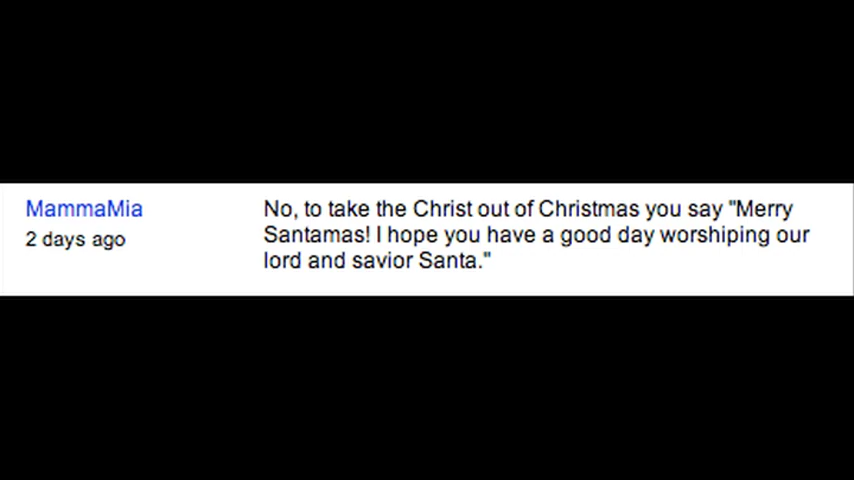 MammaMia
2 days ago
No, to take the Christ out of Christmas you say "Merry
Santamas! I hope you have a good day worshiping our
lord and savior Santa."